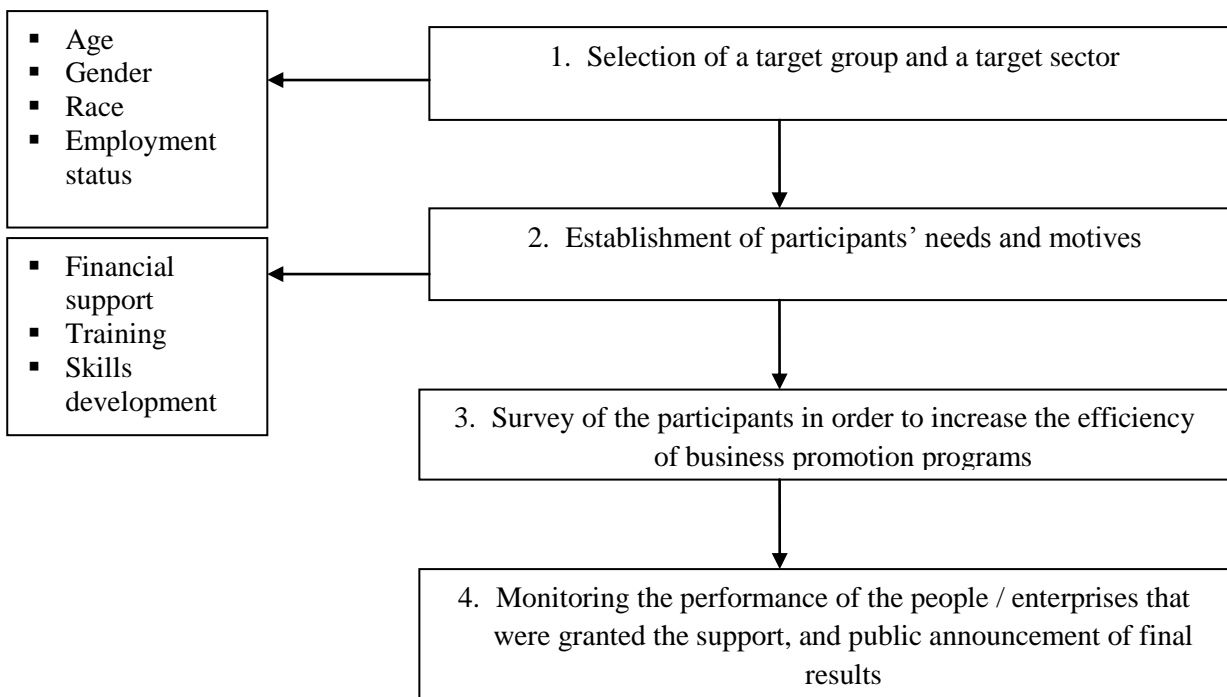 ▪ Age
▪ Gender
▪ Race
▪ Employment
status
1. Selection of a target group and a target sector
2. Establishment of participants’ needs and motives
▪ Financial
support
▪ Training
▪ Skills
development
3. Survey of the participants in order to increase the efficiency
of business promotion programs
4. Monitoring the performance of the people / enterprises that
were granted the support, and public announcement of final
results